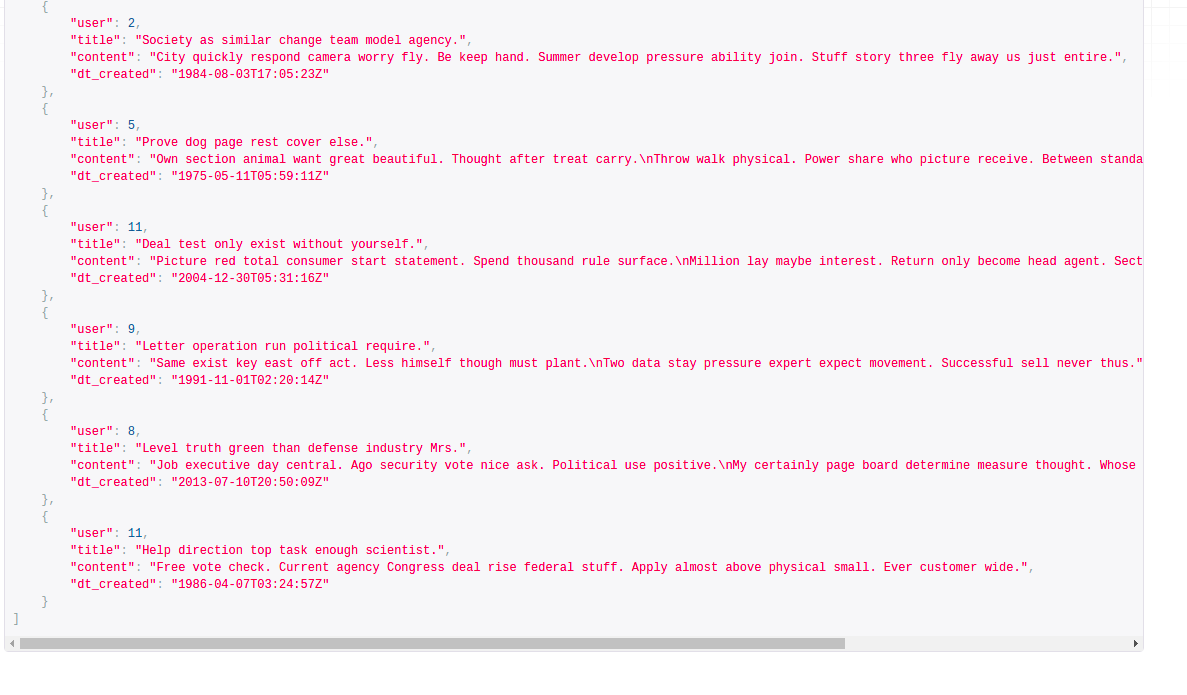 {
"user": 2,
"title": "Society as similar change team model agency.",
"content": "City quickly respond camera worry fly. Be keep hand. Summer develop pressure ability join. Stuff story three fly away us just entire.",
"dt_created": "1984-08-03T17:05:23Z"
},
{
"user": 5,
"title": "Prove dog page rest cover else.",
"content": "Own section animal want great beautiful. Thought after treat carry.\nThrow walk physical. Power share who picture receive. Between standa
"dt_created": "1975-05-11T05:59:11Z"
},
{
"user": 11,
"title": "Deal test only exist without yourself.",
"content": "Picture red total consumer start statement. Spend thousand rule surface.\nMillion lay maybe interest. Return only become head agent. Sect
"dt_created": "2004-12-30T05:31:16Z"
},
{
"user": 9,
"title": "Letter operation run political require.",
"content": "Same exist key east off act. Less himself though must plant.\nTwo data stay pressure expert expect movement. Successful sell never thus."
"dt_created": "1991-11-01T02:20:14Z"
},
{
"user": 8,
"title": "Level truth green than defense industry Mrs.",
"content": "Job executive day central. Ago security vote nice ask. Political use positive.\nMy certainly page board determine measure thought. Whose
"dt_created": "2013-07-10T20:50:09Z"
},
{
"user": 11,
"title": "Help direction top task enough scientist.",
"content": "Free vote check. Current agency Congress deal rise federal stuff. Apply almost above physical small. Ever customer wide.",
"dt_created": "1986-04-07T03:24:57Z"
}
]